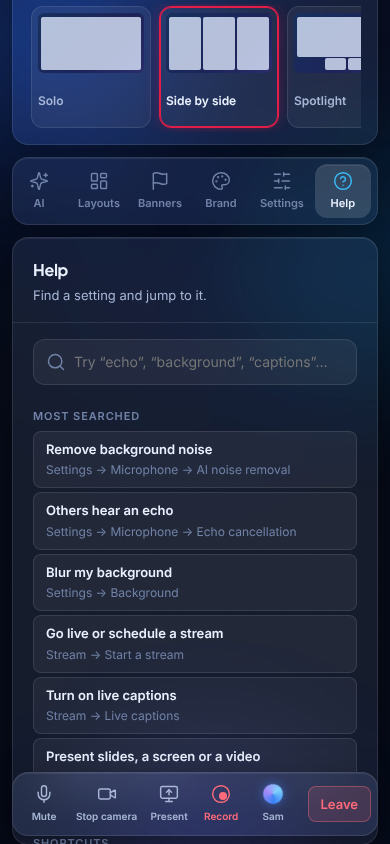 Solo
Side by side
Spotlight
AI
Layouts
Banners
Brand
Settings
Help
Help
Find a setting and jump to it.
Try “echo”, “background”, “captions”…
MOST SEARCHED
Remove background noise
Settings → Microphone → AI noise removal
Others hear an echo
Settings → Microphone → Echo cancellation
Blur my background
Settings → Background
Go live or schedule a stream
Stream → Start a stream
Turn on live captions
Stream → Live captions
Present slides, a screen or a video
Mute
Stop camera
Present
Record
Sam
Leave
SHORTCUTS